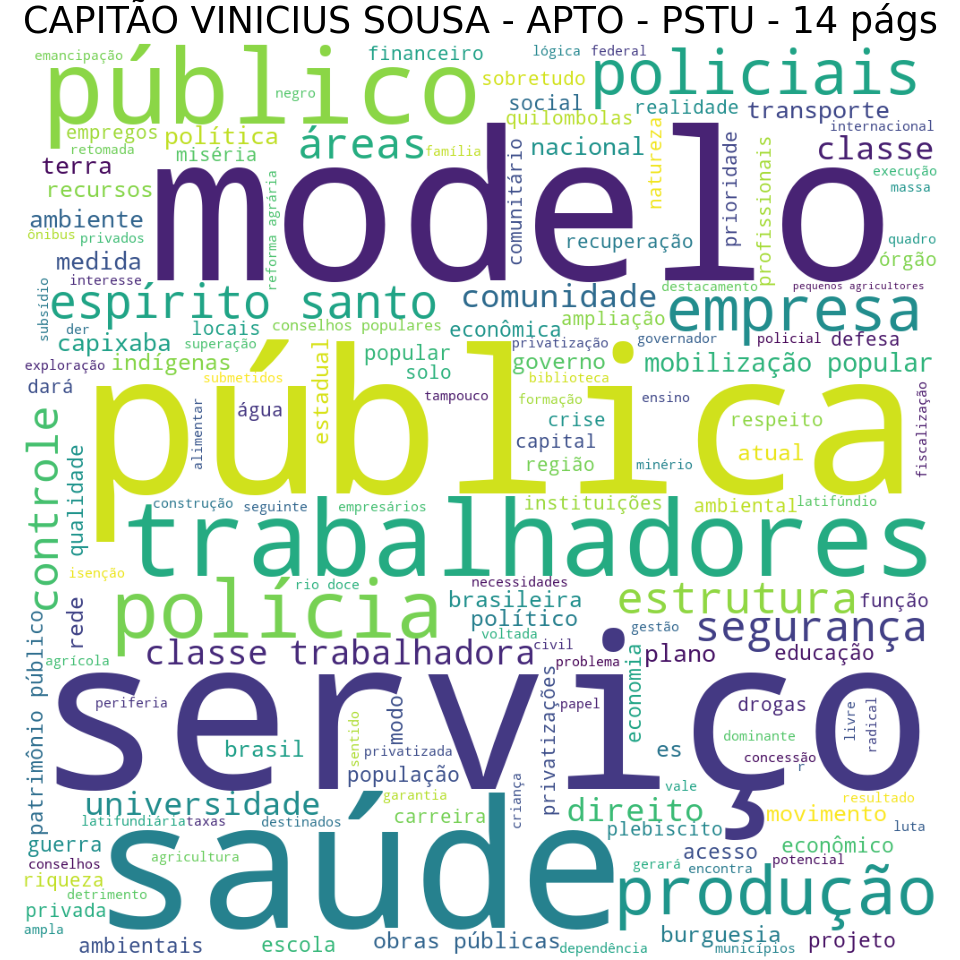 CAPITÃO VINICIUS SOUSA - APTO - PSTU - 14 págs
emancipação
público
financeiro
lógica
federal
policiais
negro
sobretudo
social
quilombolas
realidade
transporte
empregos
política
áreas
família
retomada
miséria
nacional
internacional
classe
terra
recursos
modelo
comunitário
natureza
prioridade
profissionais
execução
massa
ambiente
ônibus
privados
reforma agrária
recuperação
quadro
órgão
medida
interesse
subsídio
espírito santo
comunidade
destacamento
pequenos agricultores
empresa
der
locais
conselhos populares
econômica
ampliação
capixaba
superação
privatização
governador
policial
defesa
exploração
indígenas
estadual
popular
governo
mobilização popular
dará
submetidos
solo
biblioteca
pública
alimentar
água
tampouco
formação
ensino
fiscalização
controle
qualidade
crise
respeito
capital
atual
região
minério
construção
seguinte
empresários
instituições
ambiental
latifúndio
trabalhadores
isenção
rio doce
necessidades
polícia
brasileira
estrutura
função
rede
político
voltada
gestão
segurança
patrimônio público
agrícola
classe trabalhadora
civil
problema
economia
plano
educação
serviço
periferia
privatizações
papel
drogas
livre
radical
sentido
modo
brasil
privatizada
es
dominante
concessão
r
população
criança
vale
universidade
garantia
direito
resultado
latifundiária
taxas
destinados
carreira
plebiscito
movimento
luta
guerra
saúde
acesso
econômico
conselhos
agricultura
gerará
encontra
potencial
riqueza
detrimento
produção
privada
ampla
ambientais
escola
obras públicas
dependência
burguesia
municípios
projeto